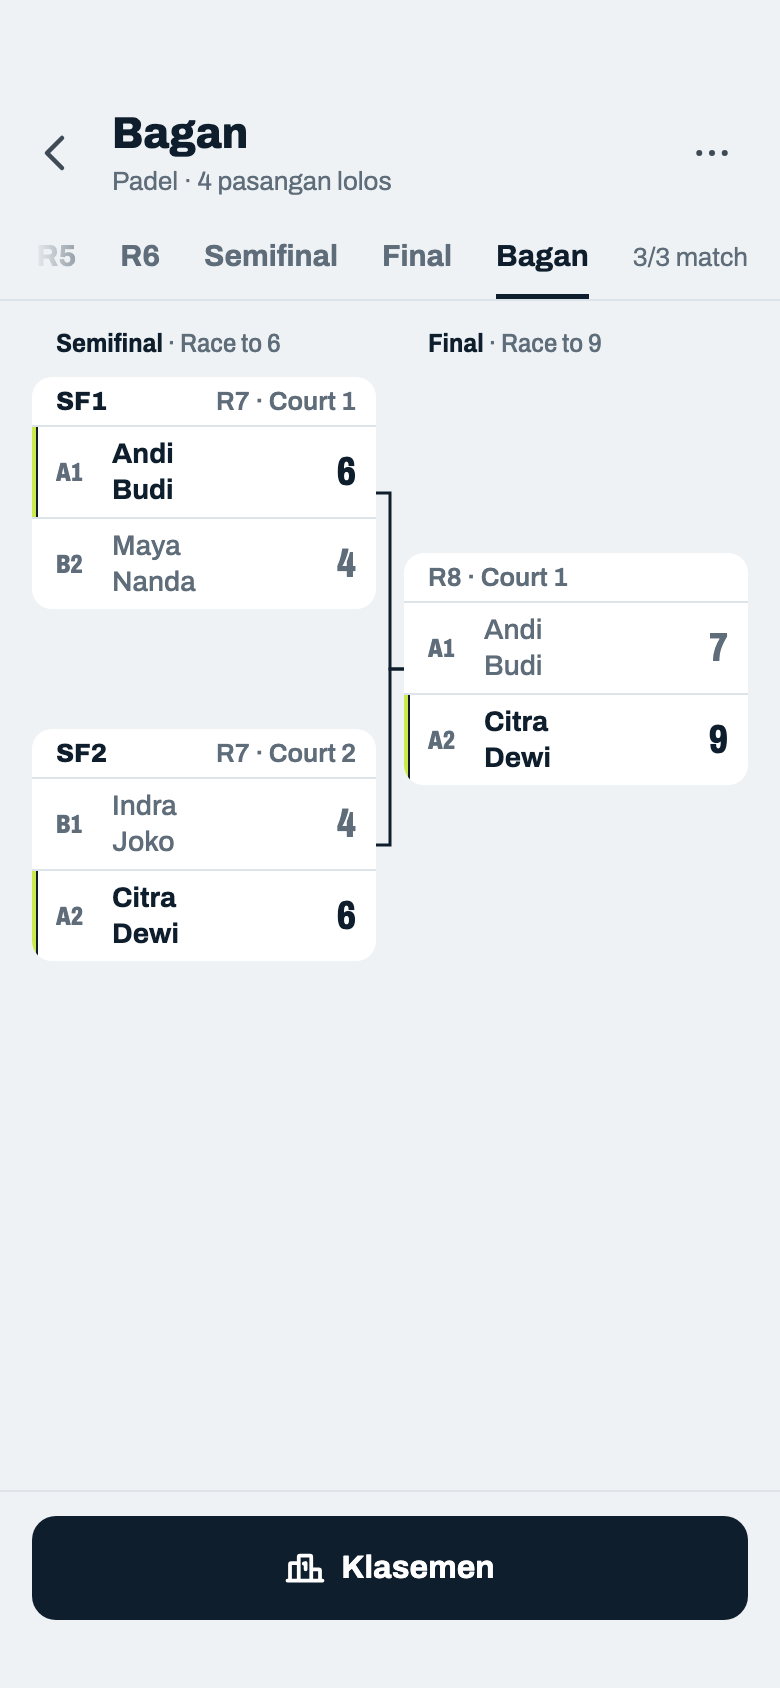 Bagan
Padel · 4 pasangan lolos
R5 R6 Semifinal Final Bagan 3/3 match
Semifinal · Race to 6
SF1 R7 · Court 1
A1 Andi Budi 6
B2 Maya Nanda 4
SF2 R7 · Court 2
B1 Indra Joko 4
A2 Citra Dewi 6
Final · Race to 9
R8 · Court 1
A1 Andi Budi 7
A2 Citra Dewi 9
Klasemen